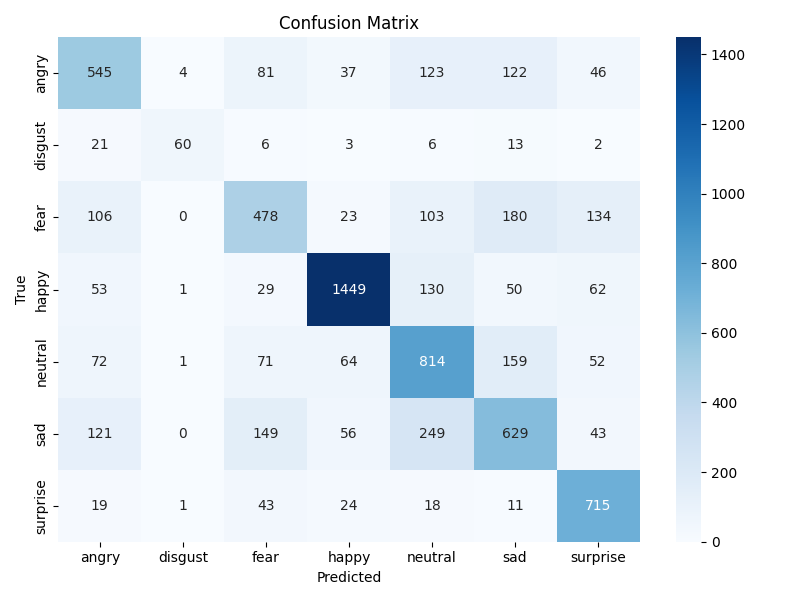 Confusion Matrix
True
angry 545 4 81 37 123 122 46
disgust 21 60 6 3 6 13 2
fear 106 0 478 23 103 180 134
happy 53 1 29 1449 130 50 62
neutral 72 1 71 64 814 159 52
sad 121 0 149 56 249 629 43
surprise 19 1 43 24 18 11 715
angry disgust fear happy neutral sad surprise
Predicted
1400
1200
1000
800
600
400
200
0